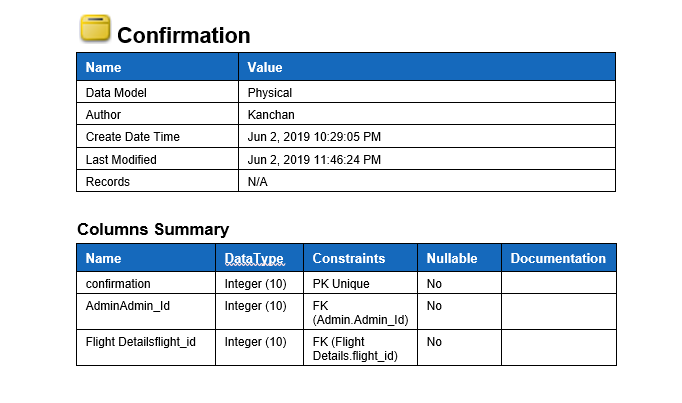 Confirmation
Name Value
Data Model Physical
Author Kanchan
Create Date Time Jun 2, 2019 10:29:05 PM
Last Modified Jun 2, 2019 11:46:24 PM
Records N/A
Columns Summary
Name DataType Constraints Nullable Documentation
confirmation Integer (10) PK Unique No
AdminAdmin_Id Integer (10) FK No
(Admin.Admin_Id)
Flight Detailsflight_id Integer (10) FK (Flight No
Details.flight_id)